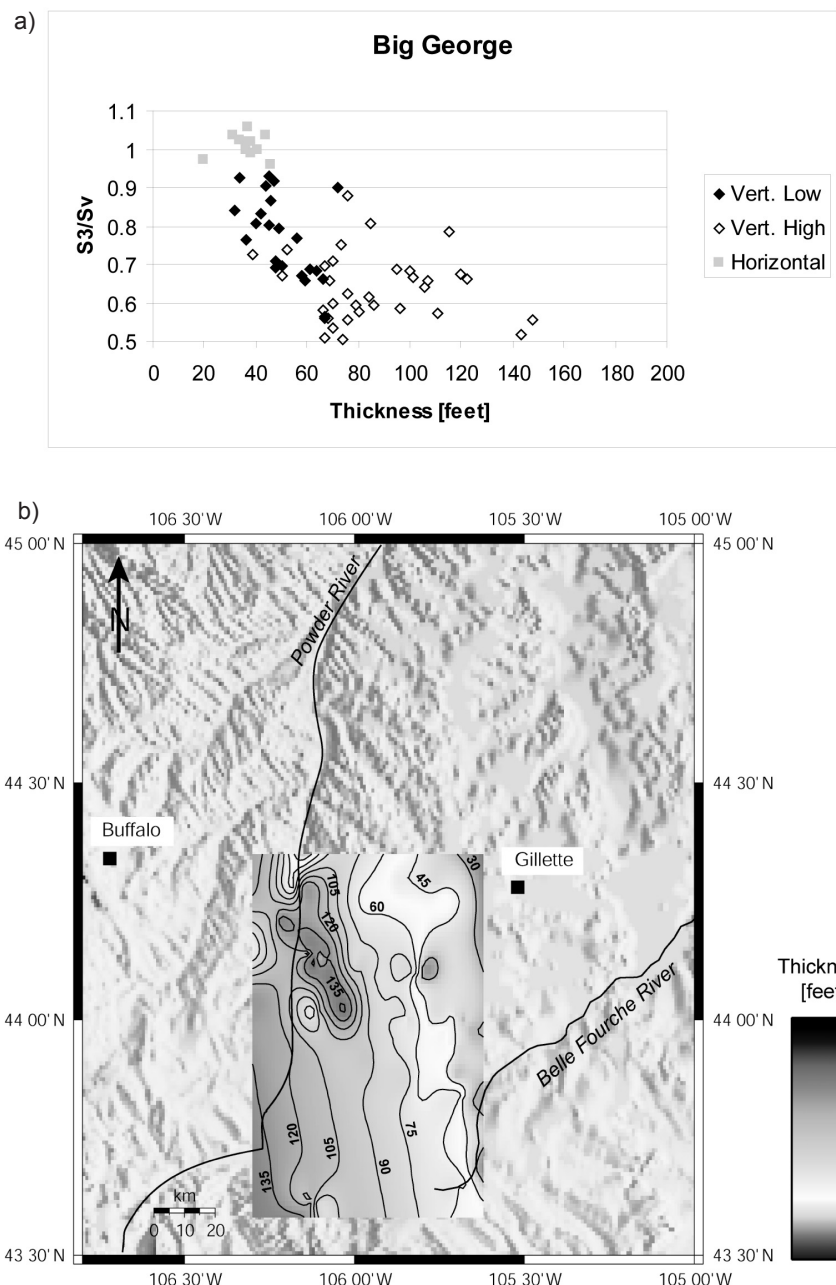 a)
Big George
S3/Sv
1.1
1
0.9
0.8
0.7
0.6
0.5
0 20 40 60 80 100 120 140 160 180 200
Thickness [feet]
Vert. Low
Vert. High
Horizontal
b)
106 30' W 106 00' W 105 30' W 105 00' W
45 00' N 45 00' N
N
Powder River
44 30' N 44 30' N
Buffalo
Gillette
30
45
105
60
120
135
Thickn
[fee
44 00' N 44 00' N
Belle Fourche River
120
105
90
75
135
km
0 10 20
43 30' N 43 30' N
106 30' W 106 00' W 105 30' W 105 00' W